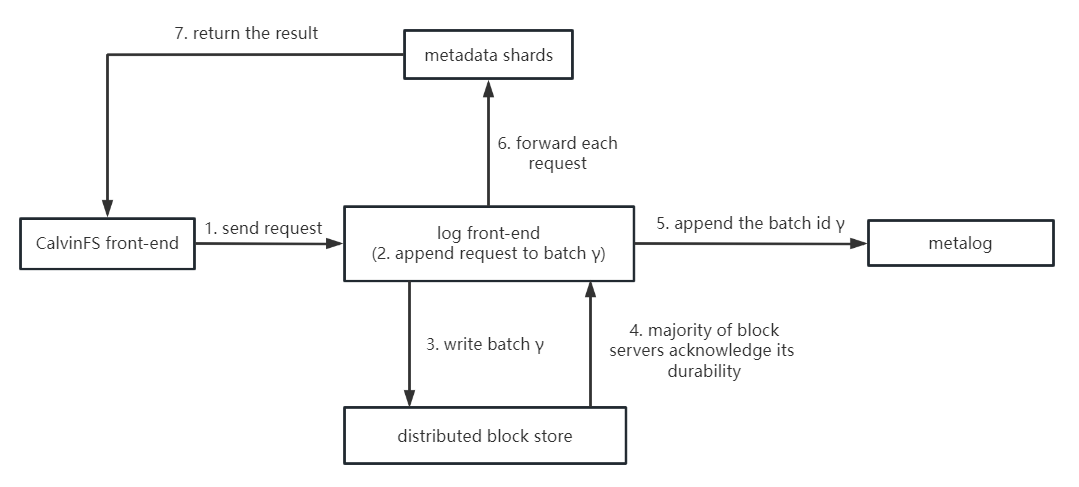 7. return the result
metadata shards
6. forward each
request
CalvinFS front-end
1. send request
log front-end
(2. append request to batch γ)
5. append the batch id γ
metalog
3. write batch γ
4. majority of block
servers acknowledge its
durability
distributed block store